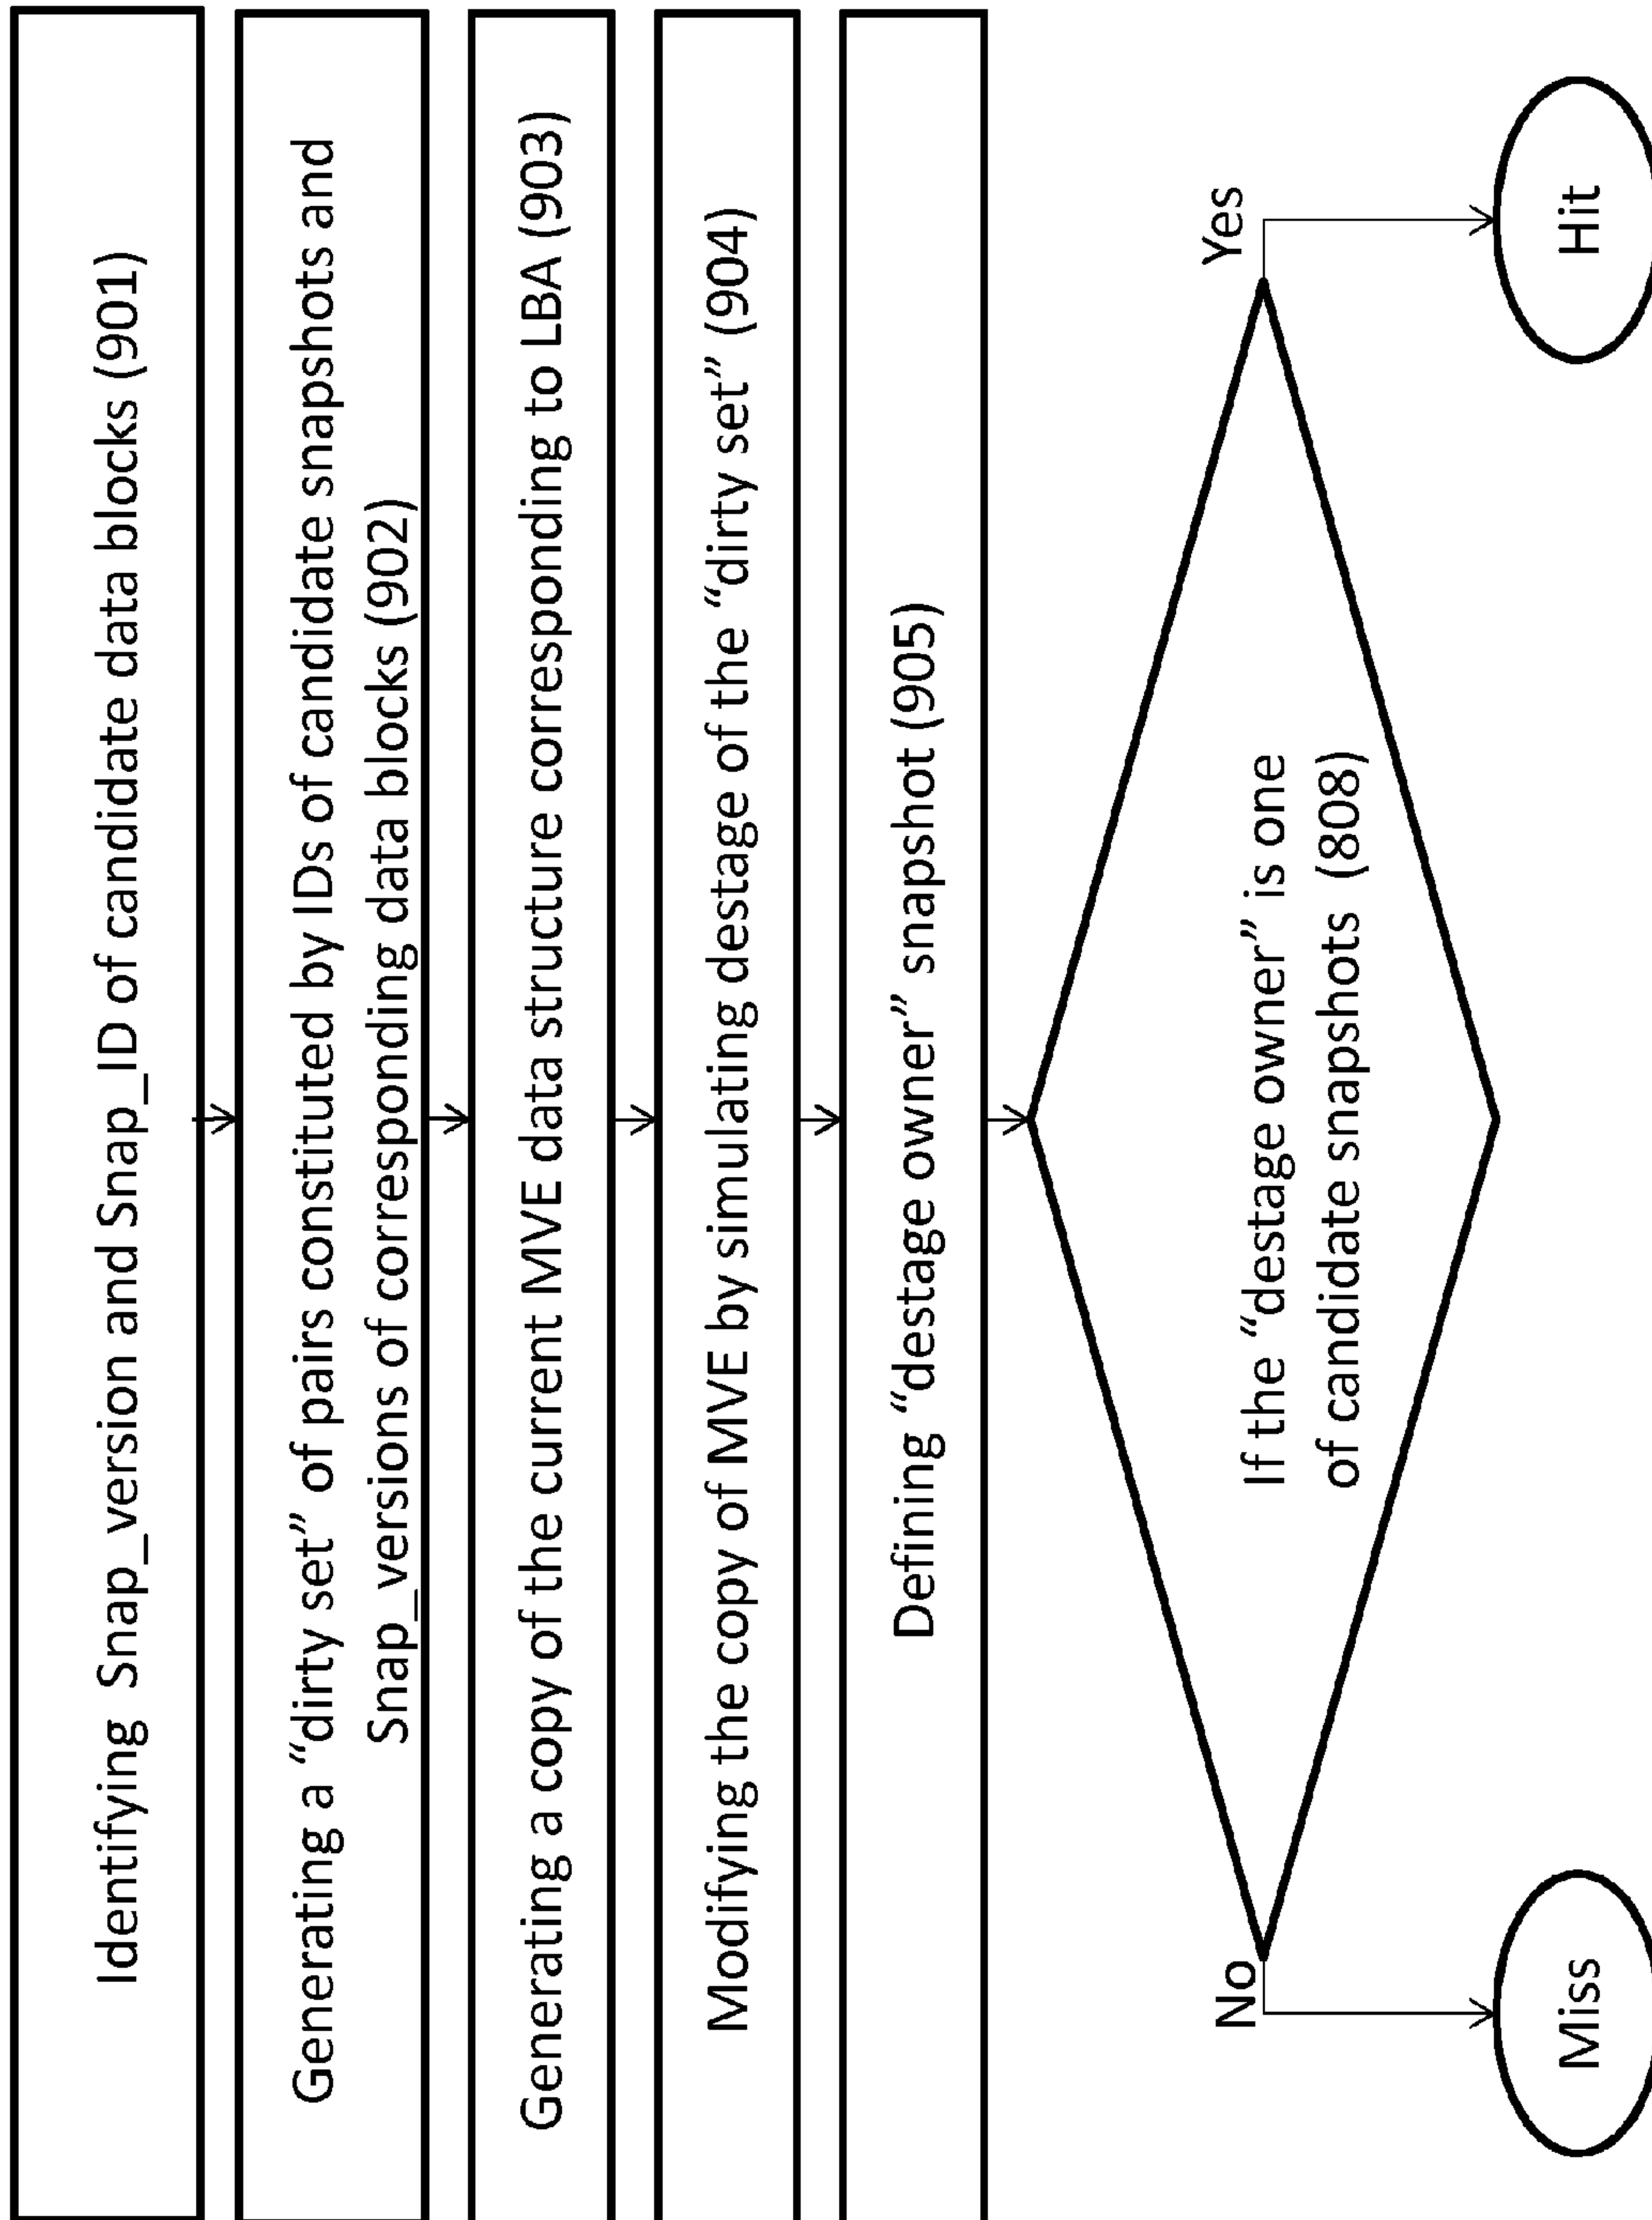 Identifying Snap_version and Snap_ID of candidate data blocks (901)
Generating a “dirty set” of pairs constituted by IDs of candidate snapshots and
Snap_versions of corresponding data blocks (902)
Generating a copy of the current MVE data structure corresponding to LBA (903)
Modifying the copy of MVE by simulating destage of the “dirty set” (904)
Defining “destage owner” snapshot (905)
If the “destage owner” is one
of candidate snapshots (808)
No
Yes
Miss
Hit